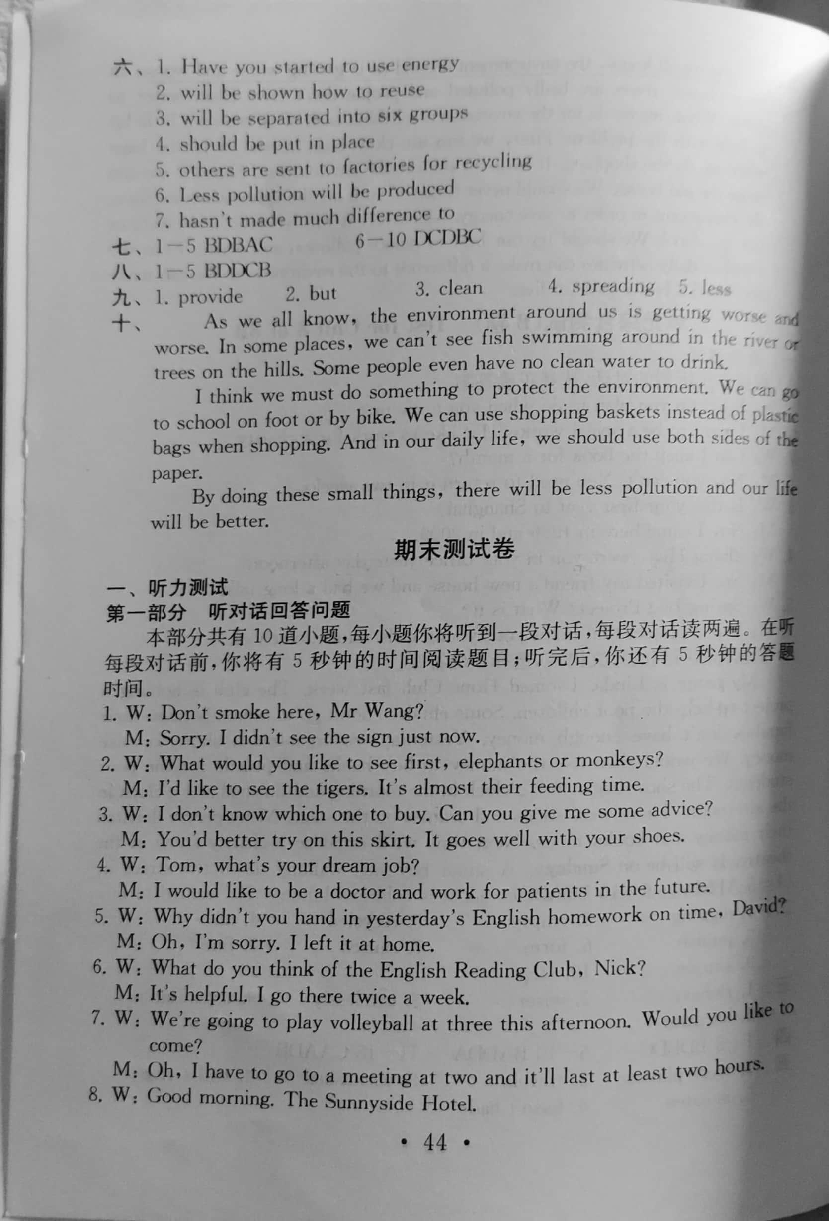 六、1. Have you started to use energy
2. will be shown how to reuse
3. will be separated into six groups
4. should be put in place
5. others are sent to factories for recycling
6. Less pollution will be produced
7. hasn't made much difference to
七、1—5 BDBAC 6—10 DCDBC
八、1—5 BDDCB
九、1. provide 2. but 3. clean 4. spreading 5. less
十、 As we all know, the environment around us is getting worse and
worse. In some places, we can't see fish swimming around in the river or
trees on the hills. Some people even have no clean water to drink.
I think we must do something to protect the environment. We can go
to school on foot or by bike. We can use shopping baskets instead of plastic
bags when shopping. And in our daily life, we should use both sides of the
paper.
By doing these small things, there will be less pollution and our life
will be better.
期末测试卷
一、听力测试
第一部分 听对话回答问题
本部分共有 10 道小题,每小题你将听到一段对话,每段对话读两遍。在听
每段对话前,你将有 5 秒钟的时间阅读题目;听完后,你还有 5 秒钟的答题
时间。
1. W: Don't smoke here, Mr Wang?
M: Sorry. I didn't see the sign just now.
2. W: What would you like to see first, elephants or monkeys?
M: I'd like to see the tigers. It's almost their feeding time.
3. W: I don't know which one to buy. Can you give me some advice?
M: You'd better try on this skirt. It goes well with your shoes.
4. W: Tom, what's your dream job?
M: I would like to be a doctor and work for patients in the future.
5. W: Why didn't you hand in yesterday's English homework on time, David?
M: Oh, I'm sorry. I left it at home.
6. W: What do you think of the English Reading Club, Nick?
M: It's helpful. I go there twice a week.
7. W: We're going to play volleyball at three this afternoon. Would you like to
come?
M: Oh, I have to go to a meeting at two and it'll last at least two hours.
8. W: Good morning. The Sunnyside Hotel.
• 44 •